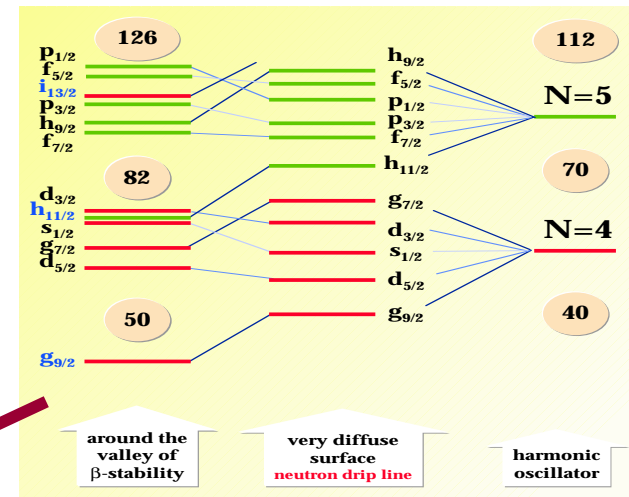 126
p1/2
f5/2
i13/2
p3/2
h9/2
f7/2
82
d3/2
h11/2
s1/2
g7/2
d5/2
50
g9/2
around the
valley of
β-stability
h9/2
f5/2
p1/2
p3/2
f7/2
h11/2
g7/2
d3/2
s1/2
d5/2
g9/2
very diffuse
surface
neutron drip line
112
N=5
70
N=4
40
harmonic
oscillator